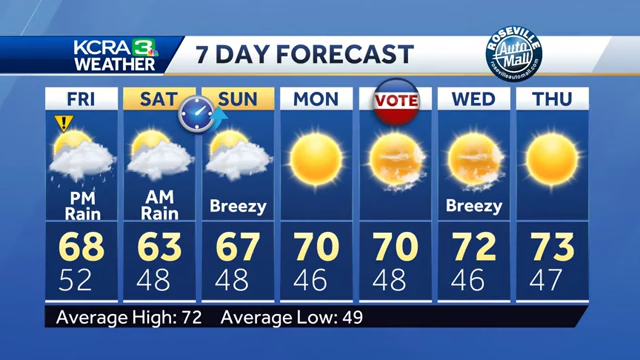 KCRA 3
WEATHER
7 DAY FORECAST
ROSEVILLE
Auto
Mall
rosevilleautomall.com
FRI
SAT
SUN
MON
VOTE
WED
THU
PM
Rain
AM
Rain
Breezy
Breezy
68
63
67
70
70
72
73
52
48
48
46
48
46
47
Average High: 72 Average Low: 49